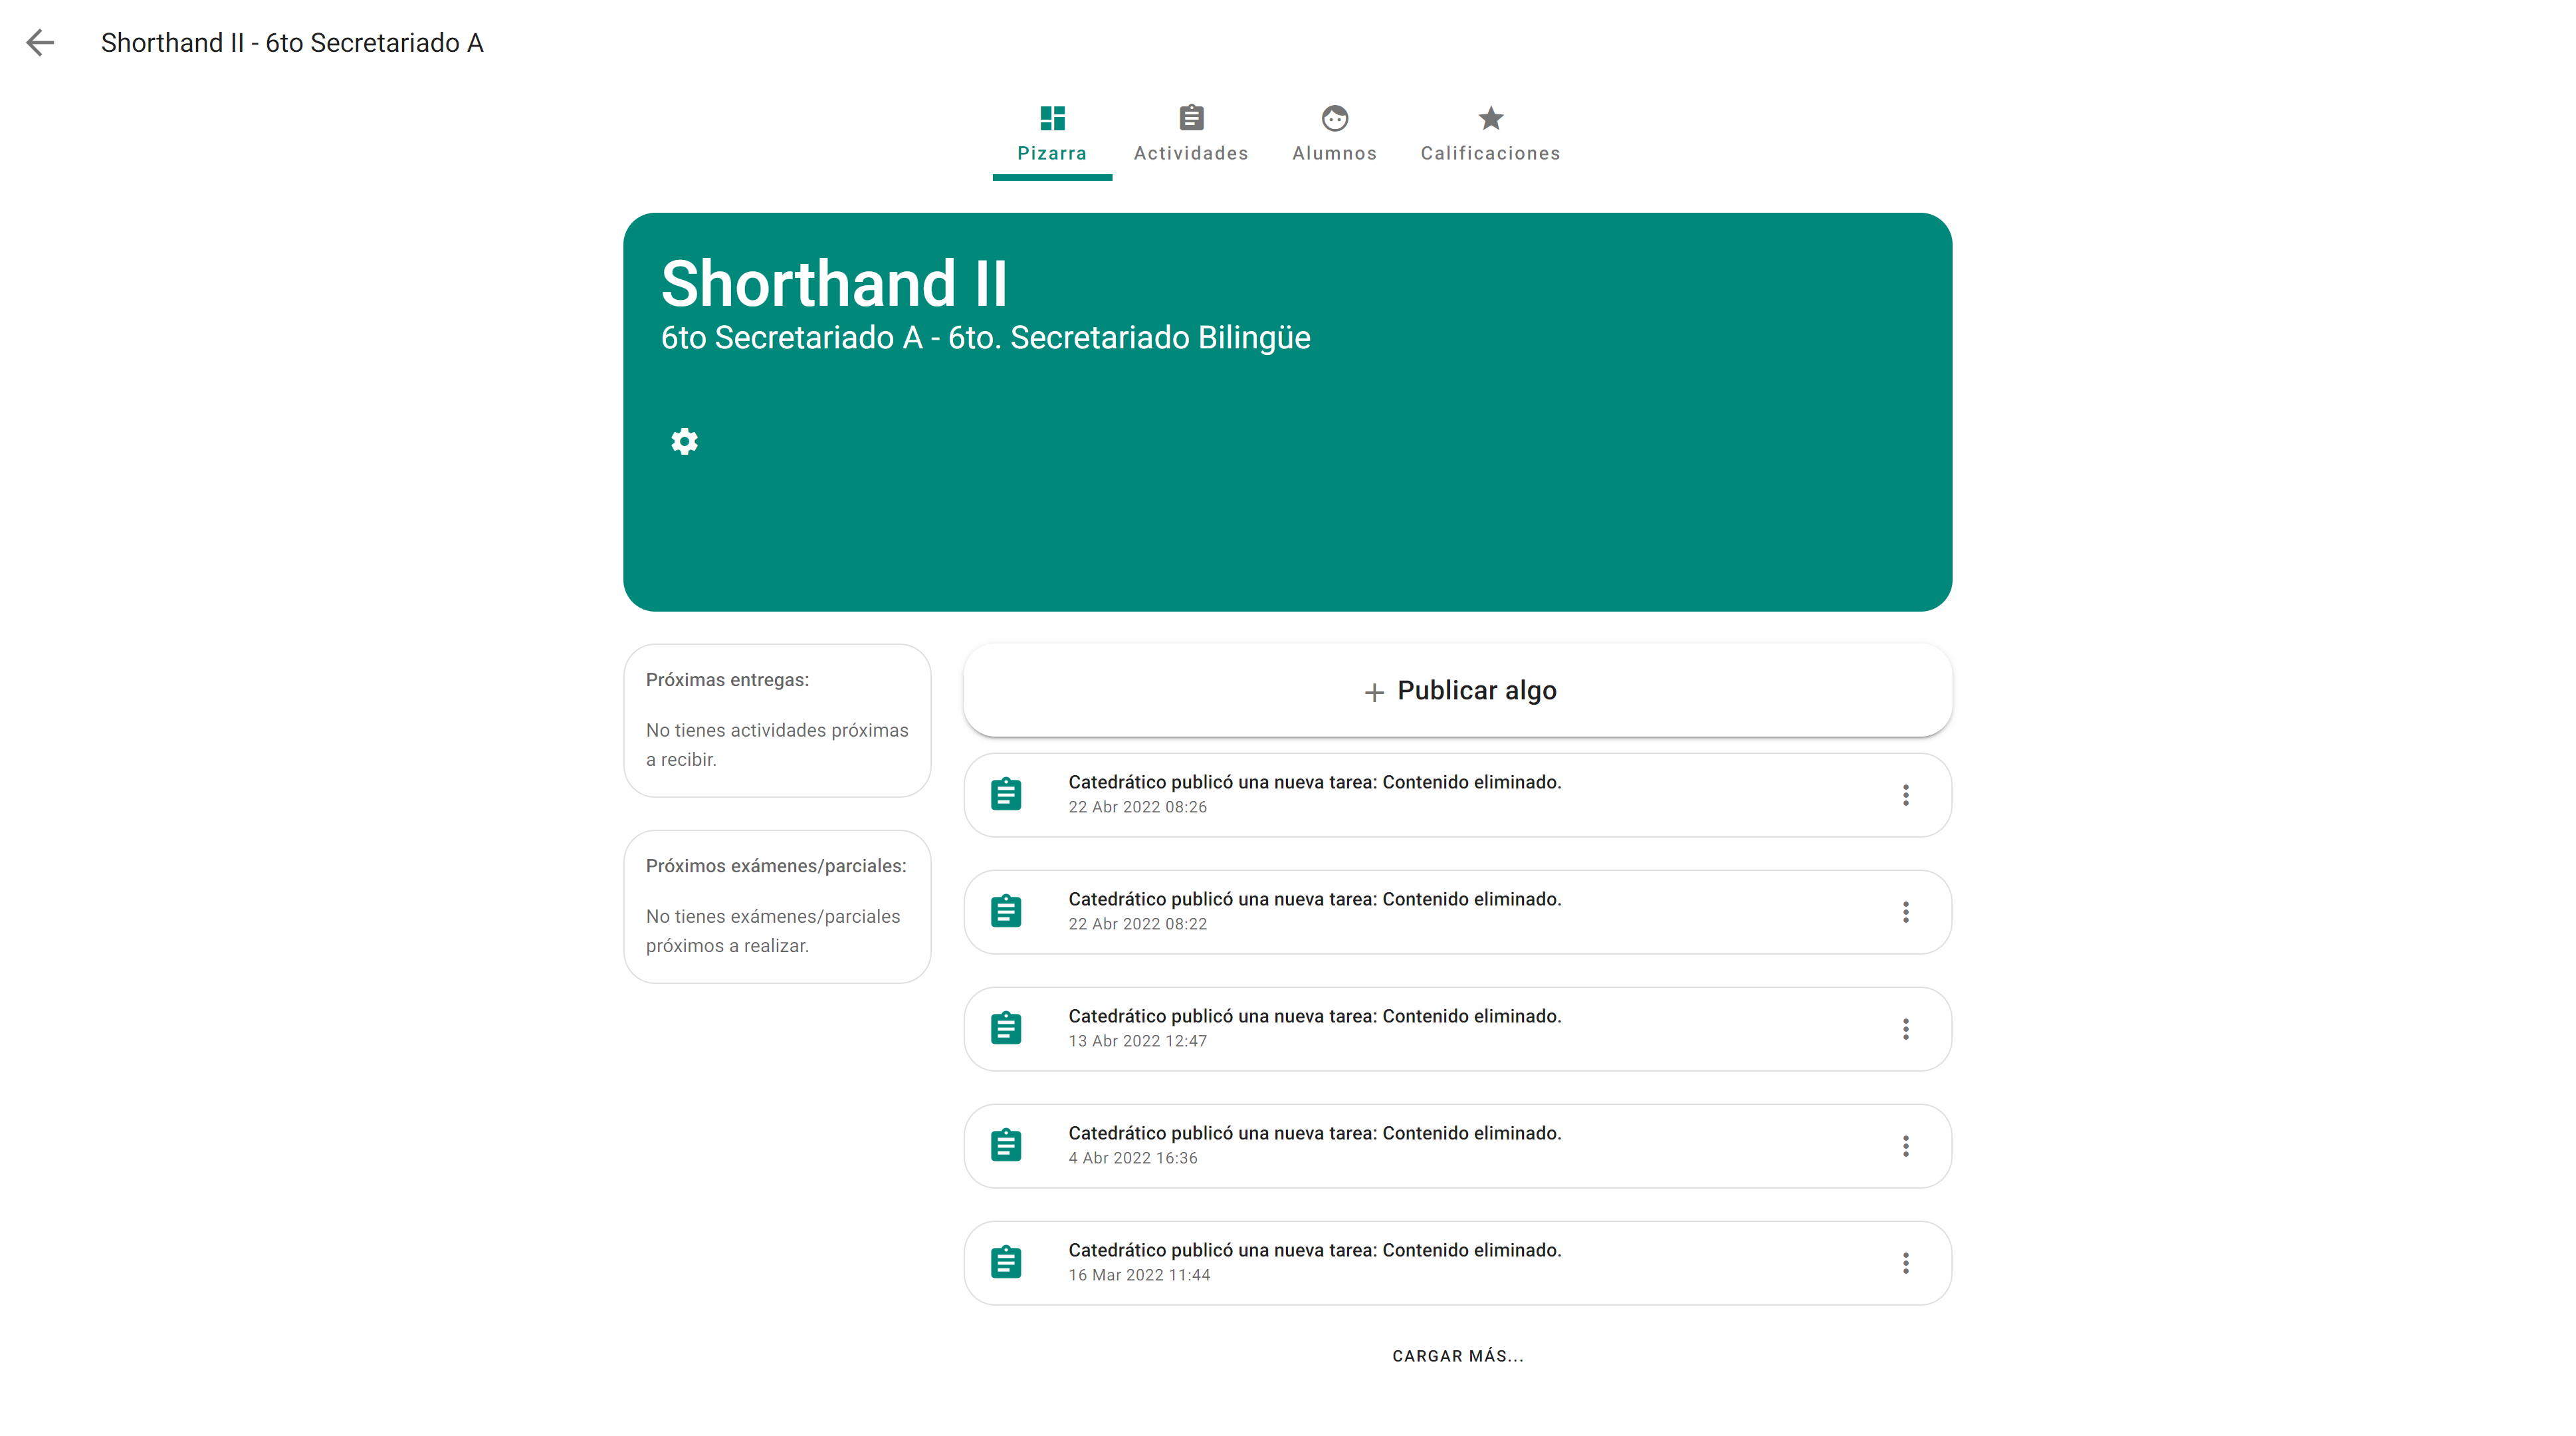 Shorthand II - 6to Secretariado A
Pizarra
Actividades
Alumnos
Calificaciones
Shorthand II
6to Secretariado A - 6to. Secretariado Bilingüe
Próximas entregas:
No tienes actividades próximas
a recibir.
Próximos exámenes/parciales:
No tienes exámenes/parciales
próximos a realizar.
Publicar algo
Catedrático publicó una nueva tarea: Contenido eliminado.
22 Abr 2022 08:26
Catedrático publicó una nueva tarea: Contenido eliminado.
22 Abr 2022 08:22
Catedrático publicó una nueva tarea: Contenido eliminado.
13 Abr 2022 12:47
Catedrático publicó una nueva tarea: Contenido eliminado.
4 Abr 2022 16:36
Catedrático publicó una nueva tarea: Contenido eliminado.
16 Mar 2022 11:44
CARGAR MÁS...